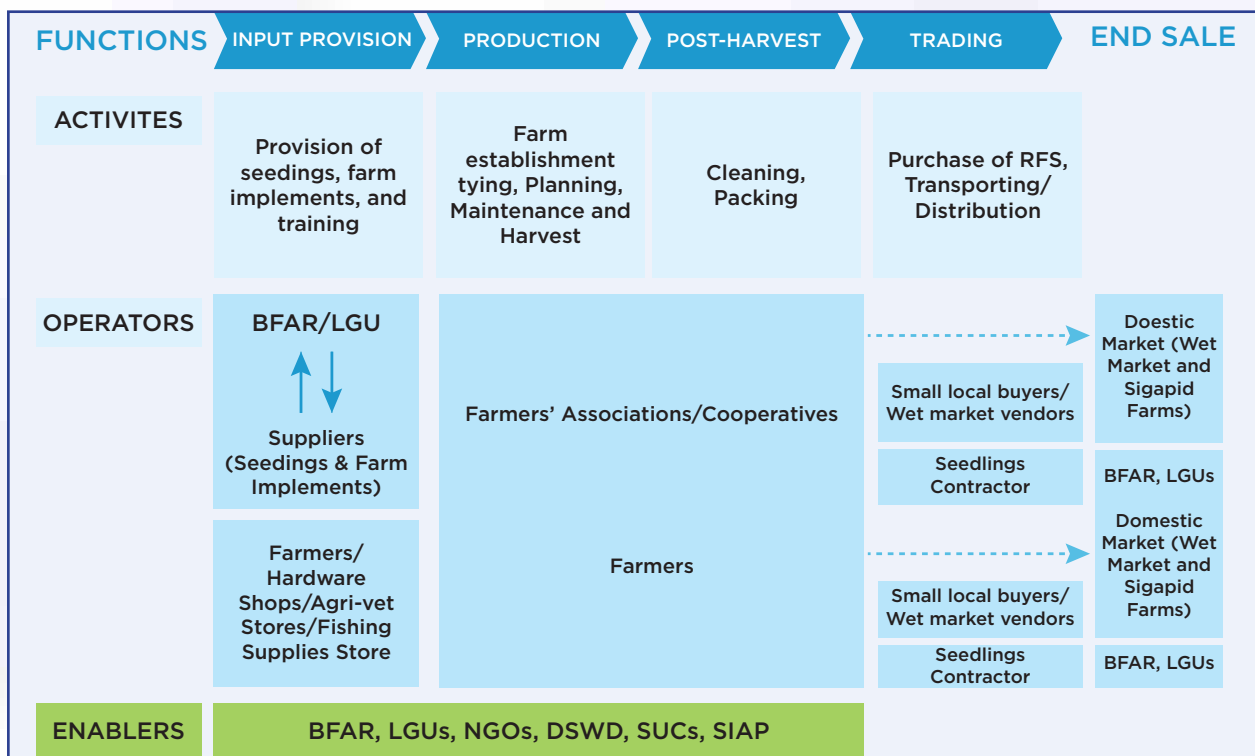 FUNCTIONS
INPUT PROVISION
PRODUCTION
POST-HARVEST
TRADING
END SALE
ACTIVITES
Provision of
seedings, farm
implements, and
training
Farm
establishment
tying, Planning,
Maintenance and
Harvest
Cleaning,
Packing
Purchase of RFS,
Transporting/
Distribution
OPERATORS
BFAR/LGU
Suppliers
(Seedings & Farm
Implements)
Farmers/
Hardware
Shops/Agri-vet
Stores/Fishing
Supplies Store
Farmers' Associations/Cooperatives
Farmers
Small local buyers/
Wet market vendors
Seedlings
Contractor
Small local buyers/
Wet market vendors
Seedlings
Contractor
Doestic
Market (Wet
Market and
Sigapid
Farms)
BFAR, LGUs
Domestic
Market (Wet
Market and
Sigapid
Farms)
BFAR, LGUs
ENABLERS
BFAR, LGUs, NGOs, DSWD, SUCs, SIAP